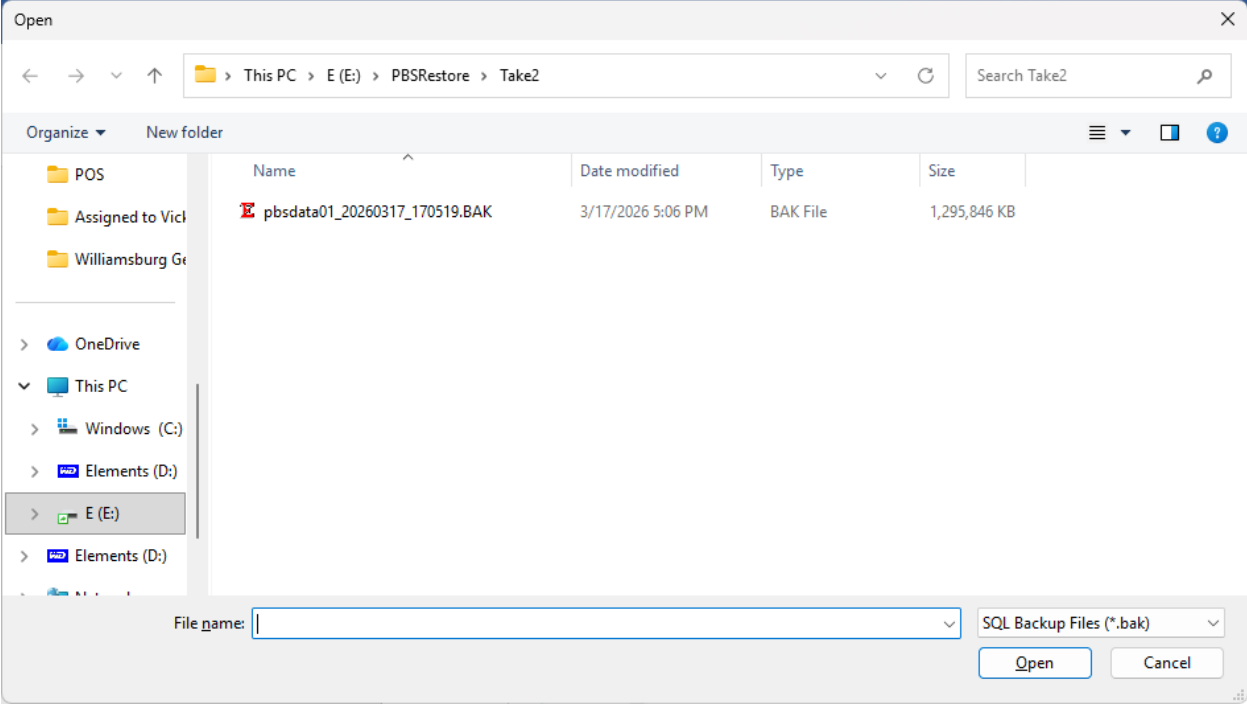 Open
This PC > E (E:) > PBSRestore > Take2
Search Take2
Organize
New folder
Name
Date modified
Type
Size
pbsdata01_20260317_170519.BAK
3/17/2026 5:06 PM
BAK File
1,295,846 KB
POS
Assigned to Vick
Williamsburg Ge
OneDrive
This PC
Windows (C:)
Elements (D:)
E (E:)
Elements (D:)
File name:
SQL Backup Files (*.bak)
Open
Cancel